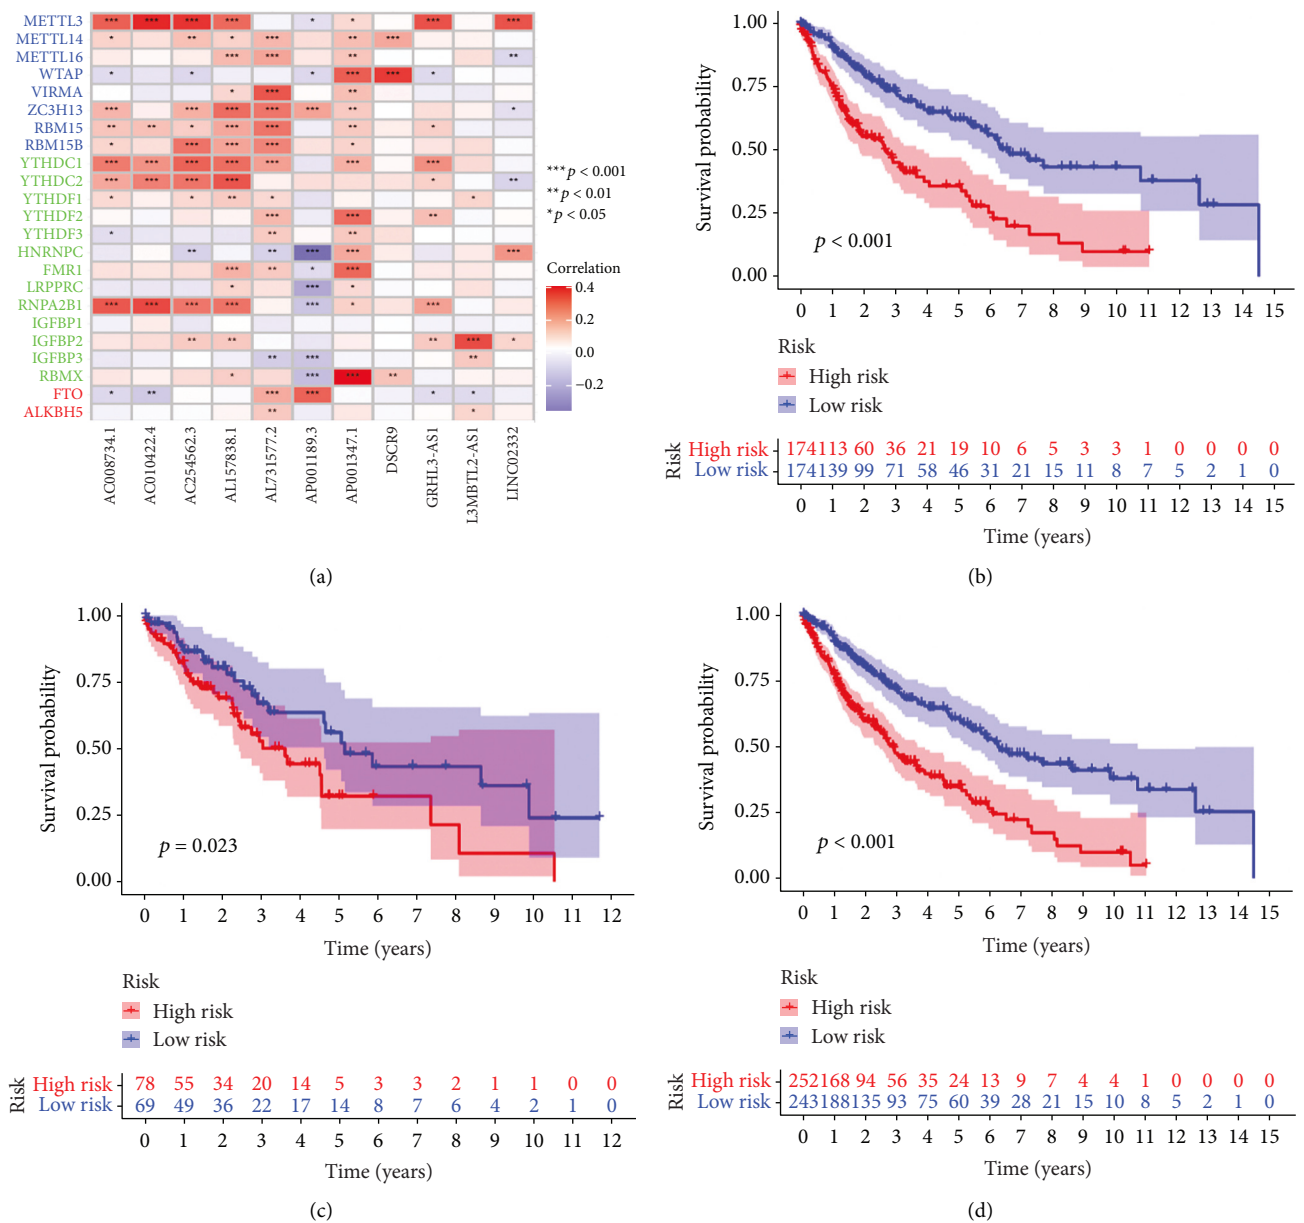 METTL3 *** *** *** *** * * *** ***
METTL14 * ** * *** ** ***
METTL16 *** *** ** **
WTAP * * * *** *** *
VIRMA * *** **
ZC3H13 *** *** *** *** *** ** *
RBM15 ** ** * *** *** ** *
RBM15B * *** *** *** *
YTHDC1 *** *** *** *** *** *** ***
YTHDC2 *** *** *** *** * **
YTHDF1 * * ** * *
YTHDF2 *** *** **
YTHDF3 * ** **
HNRNPC ** ** *** *** ***
FMR1 *** ** * ***
LRPPRC * *** *
RNPA2B1 *** *** *** *** *** * ***
IGFBP1
IGFBP2 ** ** ** *** *
IGFBP3 ** *** **
RBMX * *** *** **
FTO * ** *** *** * *
ALKBH5 ** *
AC008734.1
AC010422.4
AC254562.3
AL157838.1
AL731577.2
AP001189.3
AP001347.1
DSCR9
GRHL3-AS1
L3MBTL2-AS1
LINC02332
*** p < 0.001
** p < 0.01
* p < 0.05
Correlation
0.4
0.2
0.0
−0.2
(a)
Survival probability
1.00
0.75
0.50
0.25
0.00
p < 0.001
0 1 2 3 4 5 6 7 8 9 10 11 12 13 14 15
Time (years)
Risk
High risk
Low risk
Risk
High risk 174 113 60 36 21 19 10 6 5 3 3 1 0 0 0 0
Low risk 174 139 99 71 58 46 31 21 15 11 8 7 5 2 1 0
0 1 2 3 4 5 6 7 8 9 10 11 12 13 14 15
Time (years)
(b)
Survival probability
1.00
0.75
0.50
0.25
0.00
p = 0.023
0 1 2 3 4 5 6 7 8 9 10 11 12
Time (years)
Risk
High risk
Low risk
Risk
High risk 78 55 34 20 14 5 3 3 2 1 1 0 0
Low risk 69 49 36 22 17 14 8 7 6 4 2 1 0
0 1 2 3 4 5 6 7 8 9 10 11 12
Time (years)
(c)
Survival probability
1.00
0.75
0.50
0.25
0.00
p < 0.001
0 1 2 3 4 5 6 7 8 9 10 11 12 13 14 15
Time (years)
Risk
High risk
Low risk
Risk
High risk 252 168 94 56 35 24 13 9 7 4 4 1 0 0 0 0
Low risk 243 188 135 93 75 60 39 28 21 15 10 8 5 2 1 0
0 1 2 3 4 5 6 7 8 9 10 11 12 13 14 15
Time (years)
(d)